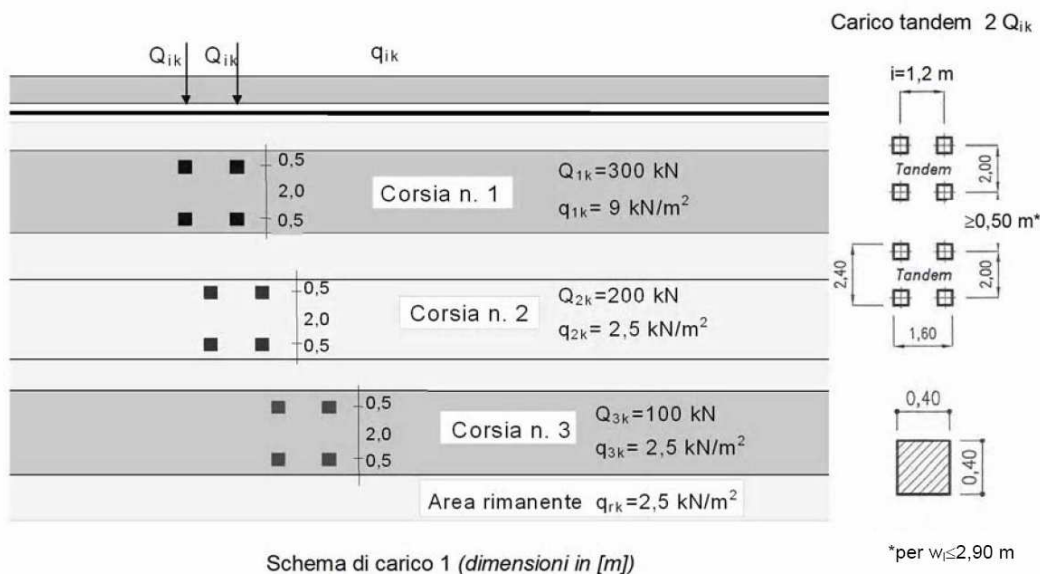 Carico tandem 2 Qik
Qik Qik qik
i=1,2 m
Tandem
2,00
≥0,50 m*
2,40
Tandem
2,00
1,60
0,5
2,0
0,5
Corsia n. 1
Q1k=300 kN
q1k= 9 kN/m²
0,5
2,0
0,5
Corsia n. 2
Q2k=200 kN
q2k= 2,5 kN/m²
0,5
2,0
0,5
Corsia n. 3
Q3k=100 kN
q3k= 2,5 kN/m²
Area rimanente qrk=2,5 kN/m²
0,40
0,40
*per wl≤2,90 m
Schema di carico 1 (dimensioni in [m])